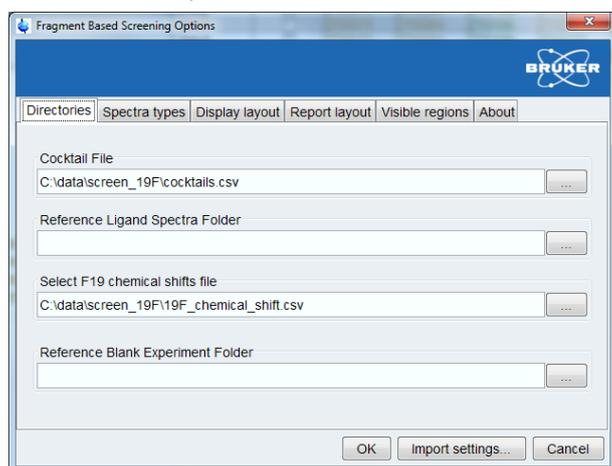 Fragment Based Screening Options
BRUKER
Directories Spectra types Display layout Report layout Visible regions About
Cocktail File
C:\data\screen_19F\cocktails.csv
...
Reference Ligand Spectra Folder
...
Select F19 chemical shifts file
C:\data\screen_19F\19F_chemical_shift.csv
...
Reference Blank Experiment Folder
...
OK Import settings... Cancel